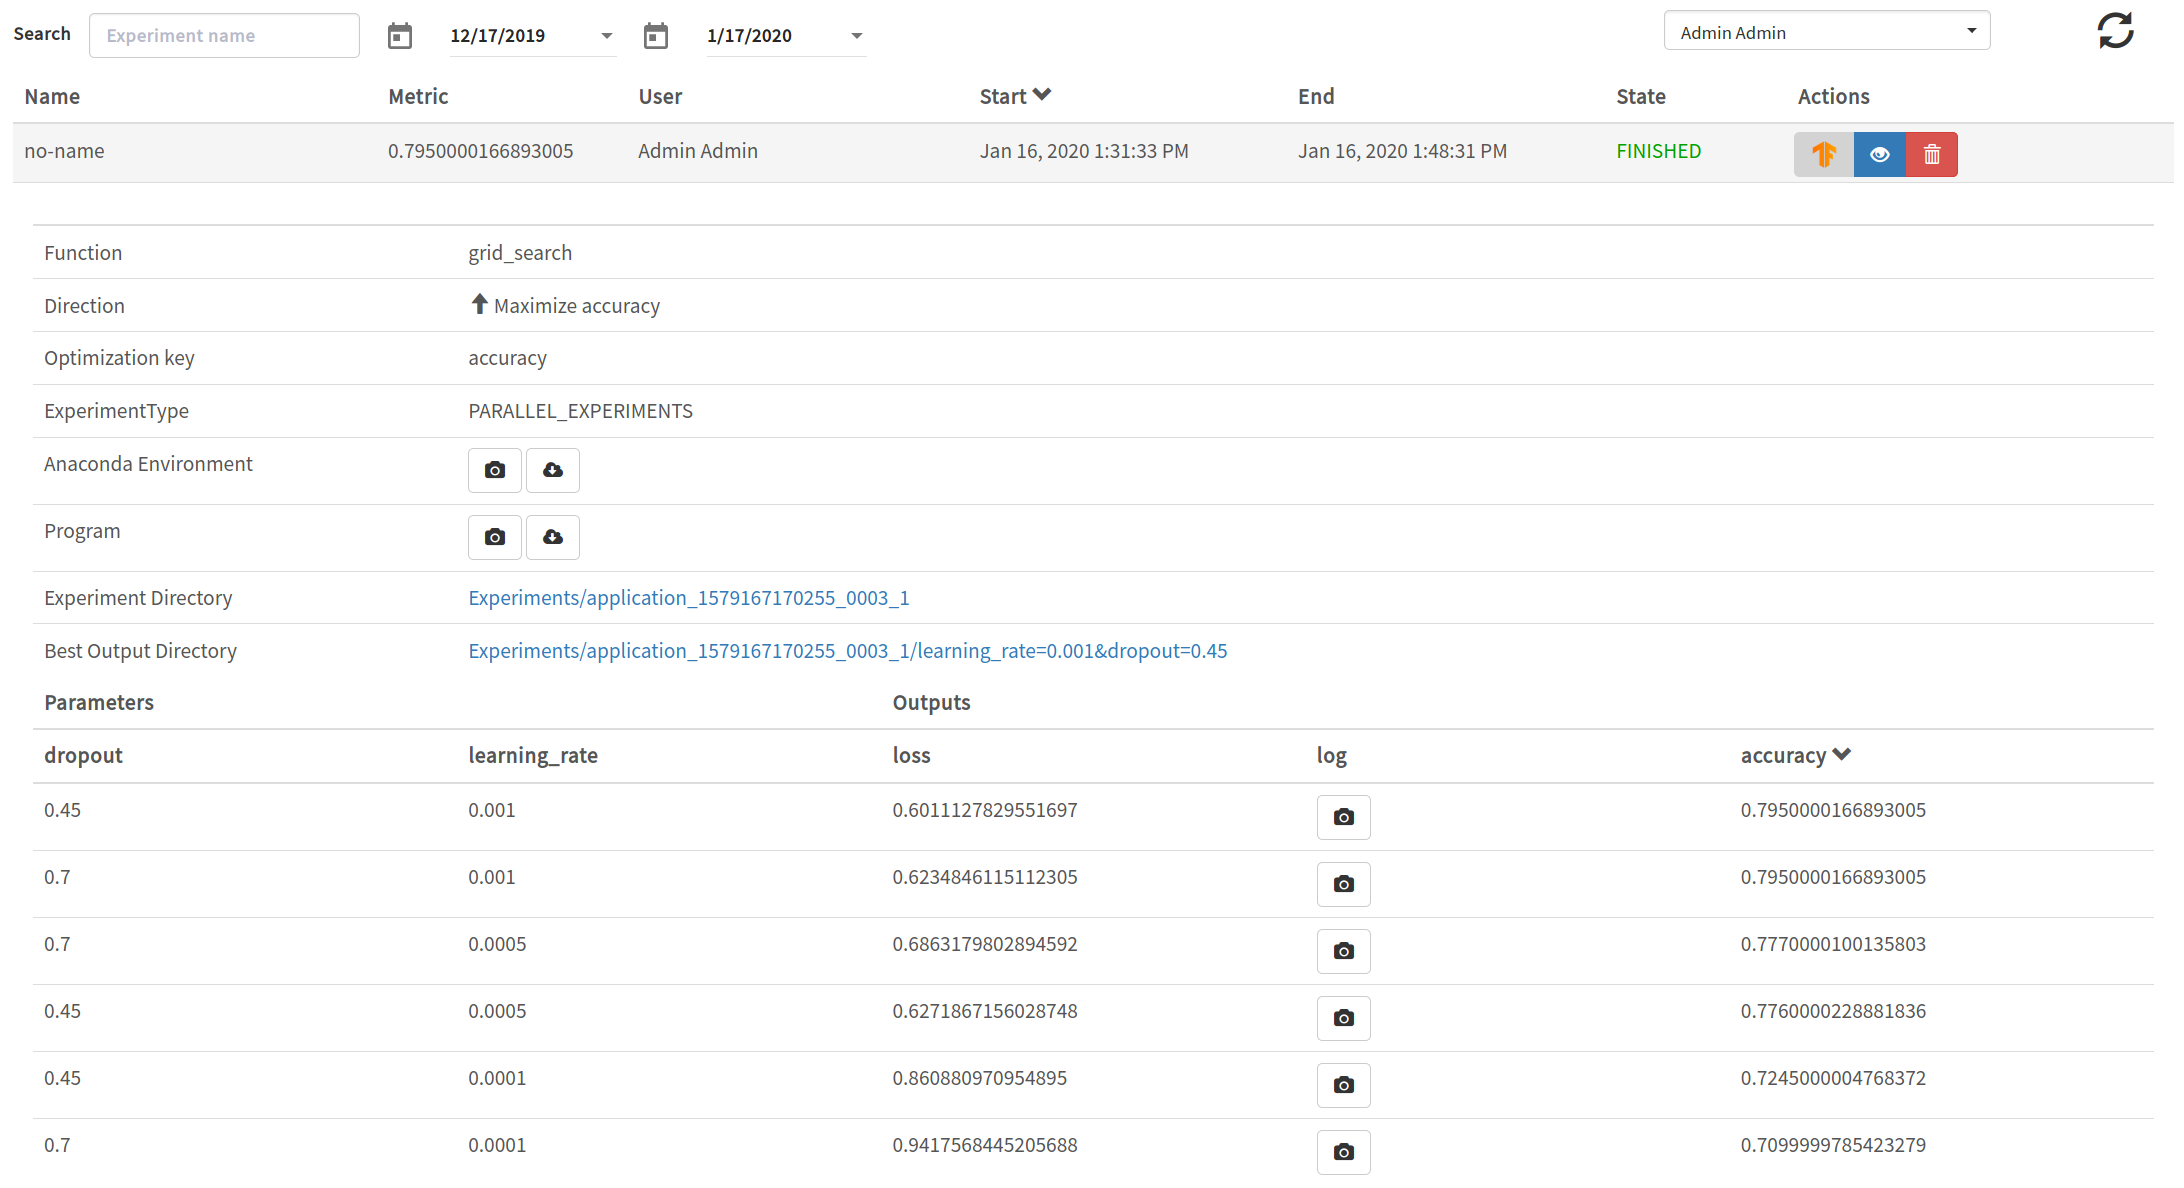 Search Experiment name 12/17/2019 1/17/2020 Admin Admin
Name Metric User Start End State Actions
no-name 0.7950000166893005 Admin Admin Jan 16, 2020 1:31:33 PM Jan 16, 2020 1:48:31 PM FINISHED
Function grid_search
Direction Maximize accuracy
Optimization key accuracy
ExperimentType PARALLEL_EXPERIMENTS
Anaconda Environment
Program
Experiment Directory Experiments/application_1579167170255_0003_1
Best Output Directory Experiments/application_1579167170255_0003_1/learning_rate=0.001&dropout=0.45
Parameters Outputs
dropout learning_rate loss log accuracy
0.45 0.001 0.6011127829551697 0.7950000166893005
0.7 0.001 0.6234846115112305 0.7950000166893005
0.7 0.0005 0.6863179802894592 0.7770000100135803
0.45 0.0005 0.6271867156028748 0.7760000228881836
0.45 0.0001 0.860880970954895 0.7245000004768372
0.7 0.0001 0.9417568445205688 0.7099999785423279